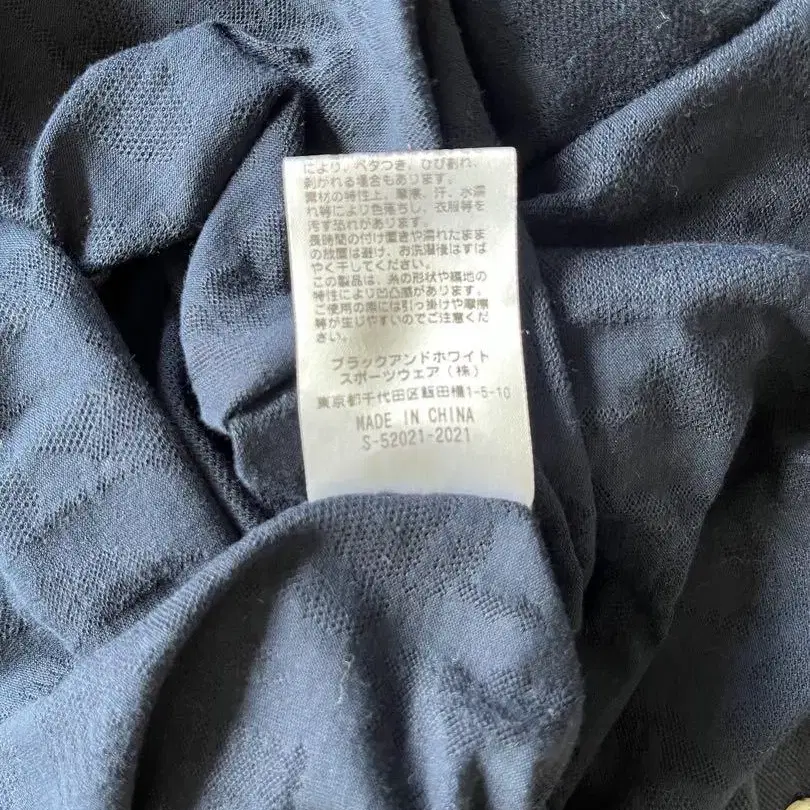 により、ベタつき、ひび割れ、
剥がれる場合もあります。
素材の特性上、摩擦、汗、水濡
れ等により色落ちし、衣服等を
汚す恐れがあります。
長時間の付け置きや濡れたまま
の放置は避け、お洗濯後はすば
やく干してください。
この製品は、糸の形状や編地の
特性により凹凸感があります。
ご使用の際には引っ掛けや摩擦
等が生じやすいのでご注意くだ
さい。
ブラックアンドホワイト
スポーツウェア（株）
東京都千代田区飯田橋1-5-10
MADE IN CHINA
S-52021-2021